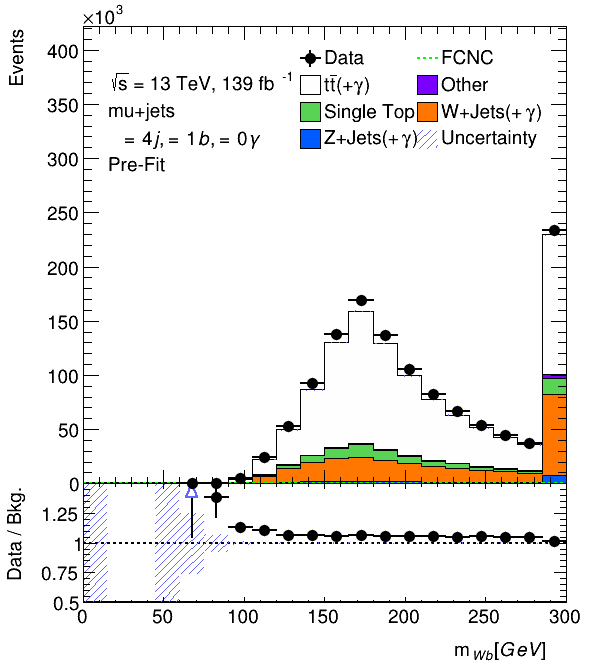 ×10³
Events
400
350
300
250
200
150
100
50
0
√s = 13 TeV, 139 fb⁻¹
mu+jets
= 4j, = 1b, = 0γ
Pre-Fit
Data
FCNC
tt̄(+γ)
Other
Single Top
W+Jets(+γ)
Z+Jets(+γ)
Uncertainty
Data / Bkg.
1.25
1
0.75
0.5
0 50 100 150 200 250 300
m_Wb[GeV]